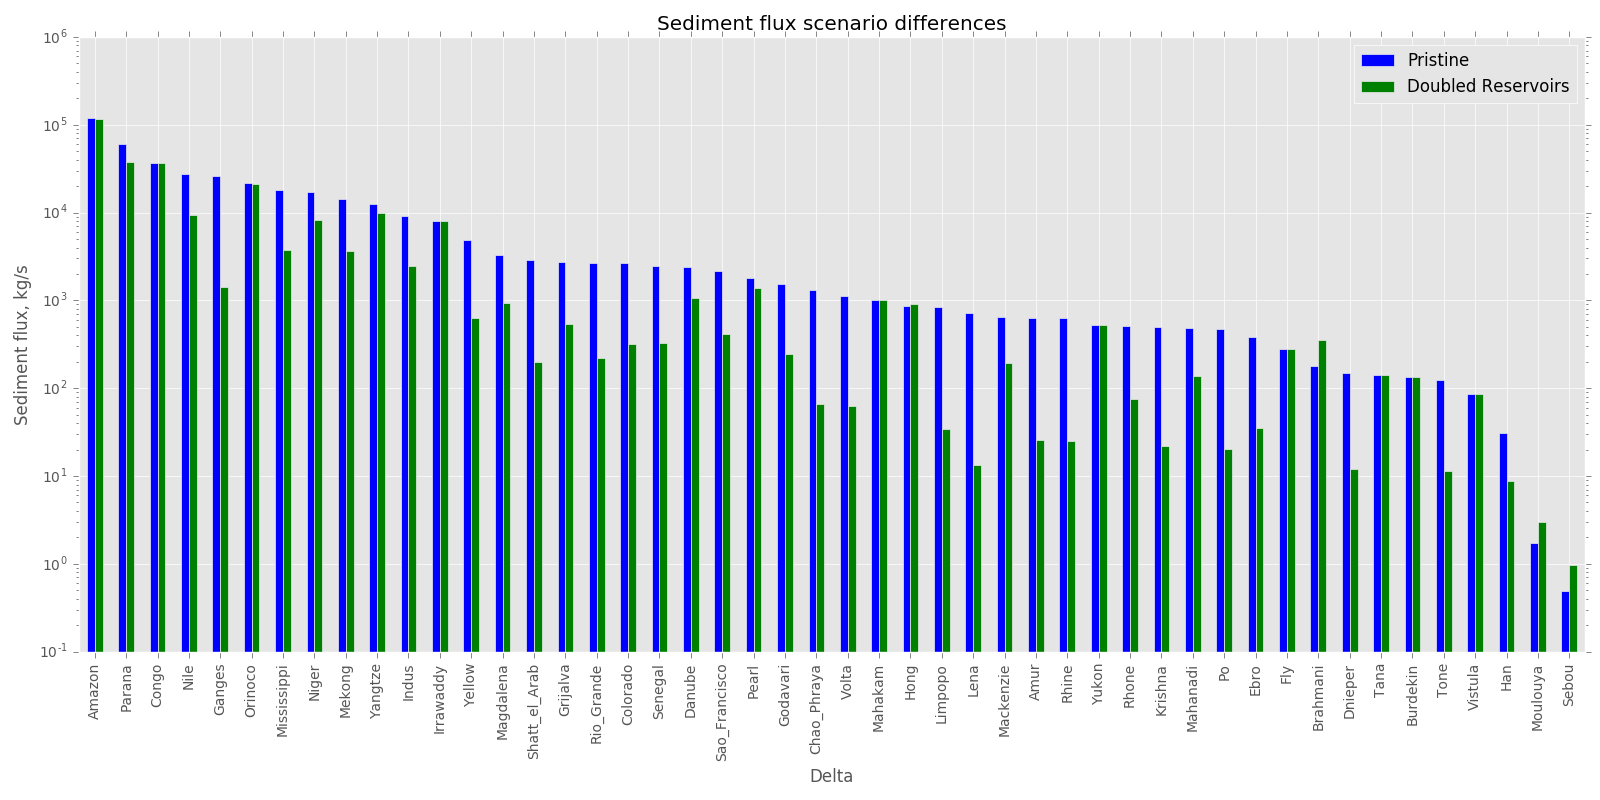 Sediment flux scenario differences
Pristine
Doubled Reservoirs
Sediment flux, kg/s
10^6
10^5
10^4
10^3
10^2
10^1
10^0
10^-1
Amazon
Parana
Congo
Nile
Ganges
Orinoco
Mississippi
Niger
Mekong
Yangtze
Indus
Irrawaddy
Yellow
Magdalena
Shatt_el_Arab
Grijalva
Rio_Grande
Colorado
Senegal
Danube
Sao_Francisco
Pearl
Godavari
Chao_Phraya
Volta
Mahakam
Hong
Limpopo
Lena
Mackenzie
Amur
Rhine
Yukon
Rhone
Krishna
Mahanadi
Po
Ebro
Fly
Brahmani
Dnieper
Tana
Burdekin
Tone
Vistula
Han
Moulouya
Sebou
Delta